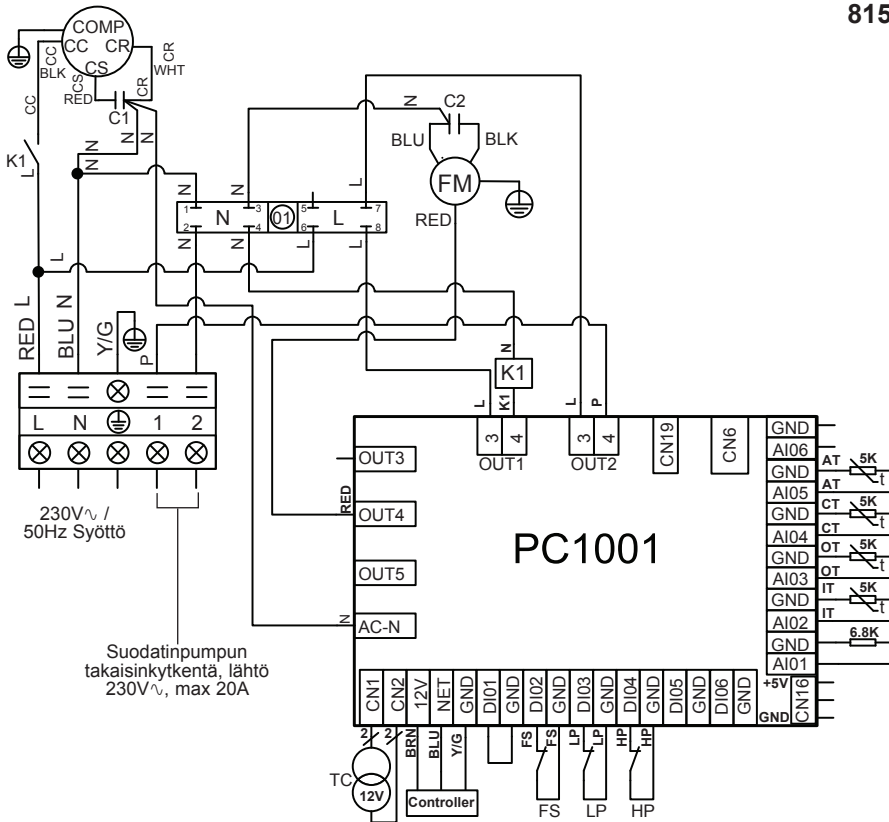 815
COMP
CC CR
CS
CC
BLK
CS
RED
CR
CR
WHT
C1
CC
K1
L
N
N
N
N
N
N
N
L
C2
BLU
BLK
FM
RED
1
2
N
3
4
01
5
6
L
7
8
N
N
L
L
L
RED L
BLU N
Y/G
P
L
N
1
2
230V∿ /
50Hz Syöttö
Suodatinpumpun
takaisinkytkentä, lähtö
230V∿, max 20A
N
K1
L
K1
L
P
3
4
OUT1
3
4
OUT2
CN19
CN6
OUT3
RED
OUT4
OUT5
N
AC-N
PC1001
GND
AI06
GND
AT
5K
t
AI05
AT
GND
CT
5K
t
AI04
CT
GND
OT
5K
t
AI03
OT
GND
IT
5K
t
AI02
IT
GND
6.8K
AI01
+5V
CN16
GND
CN1
CN2
12V
NET
GND
DI01
GND
DI02
GND
DI03
GND
DI04
GND
DI05
GND
DI06
GND
2
2
BRN
BLU
Y/G
FS
FS
LP
LP
HP
HP
TC
12V
Controller
FS
LP
HP